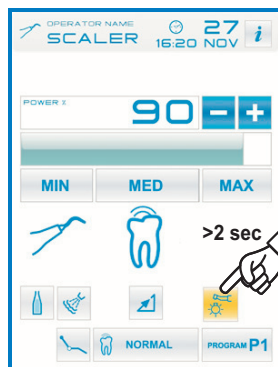 OPERATOR NAME
SCALER
16:20
27
NOV
i
POWER %
90
- +
MIN MED MAX
>2 sec
NORMAL
PROGRAM P1